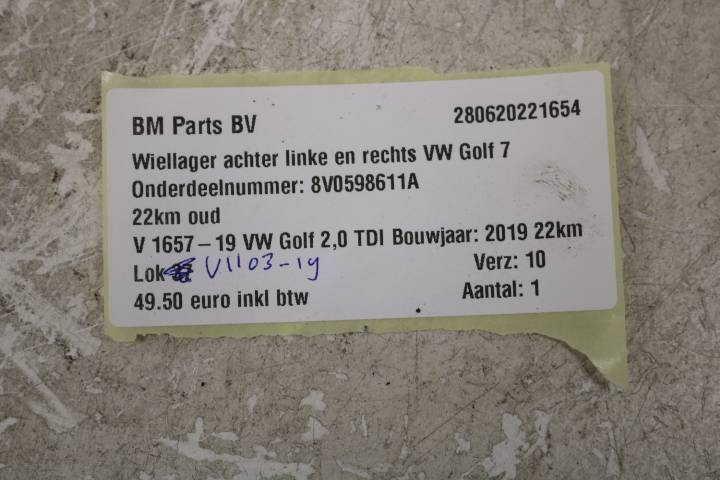 BM Parts BV 280620221654
Wiellager achter linke en rechts VW Golf 7
Onderdeelnummer: 8V0598611A
22km oud
V 1657-19 VW Golf 2,0 TDI Bouwjaar: 2019 22km
Lok V1103-19 Verz: 10
49.50 euro inkl btw Aantal: 1